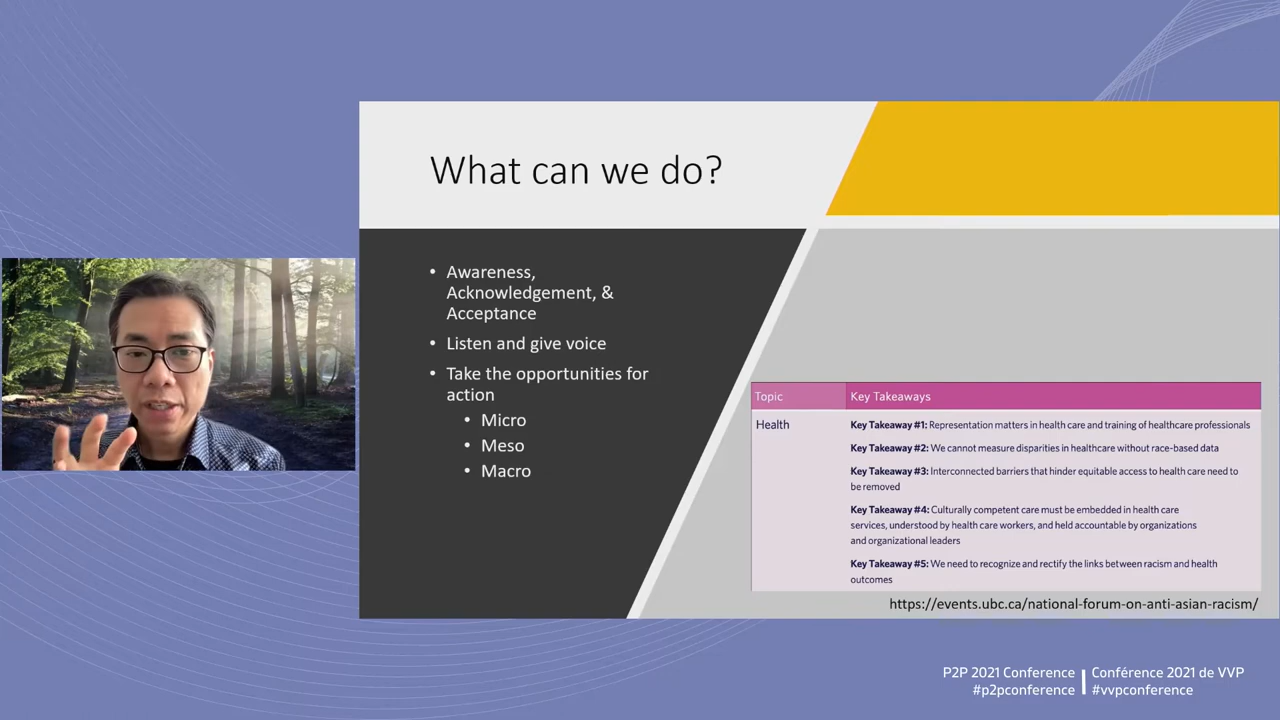 What can we do?
• Awareness,
Acknowledgement, &
Acceptance
• Listen and give voice
• Take the opportunities for
action
• Micro
• Meso
• Macro
Topic Key Takeaways
Health Key Takeaway #1: Representation matters in health care and training of healthcare professionals
Key Takeaway #2: We cannot measure disparities in healthcare without race-based data
Key Takeaway #3: Interconnected barriers that hinder equitable access to health care need to
be removed
Key Takeaway #4: Culturally competent care must be embedded in health care
services, understood by health care workers, and held accountable by organizations
and organizational leaders
Key Takeaway #5: We need to recognize and rectify the links between racism and health
outcomes
https://events.ubc.ca/national-forum-on-anti-asian-racism/
P2P 2021 Conference
#p2pconference
Conférence 2021 de VVP
#vvpconference